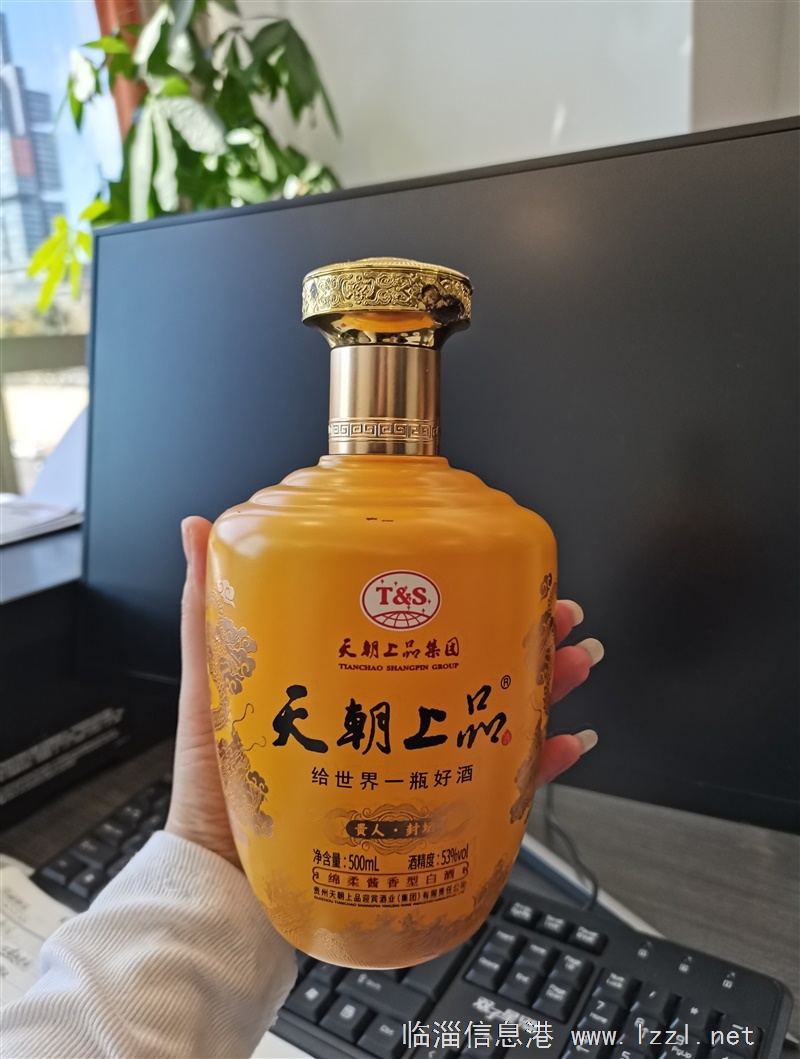 T&S
天朝上品集团
TIANCHAO SHANGPIN GROUP
天朝上品®
给世界一瓶好酒
贵人·封坛
净含量:500mL 酒精度:53%vol
绵柔酱香型白酒
贵州天朝上品迎宾酒业(集团)有限责任公司
临淄信息港 www.lzzl.net